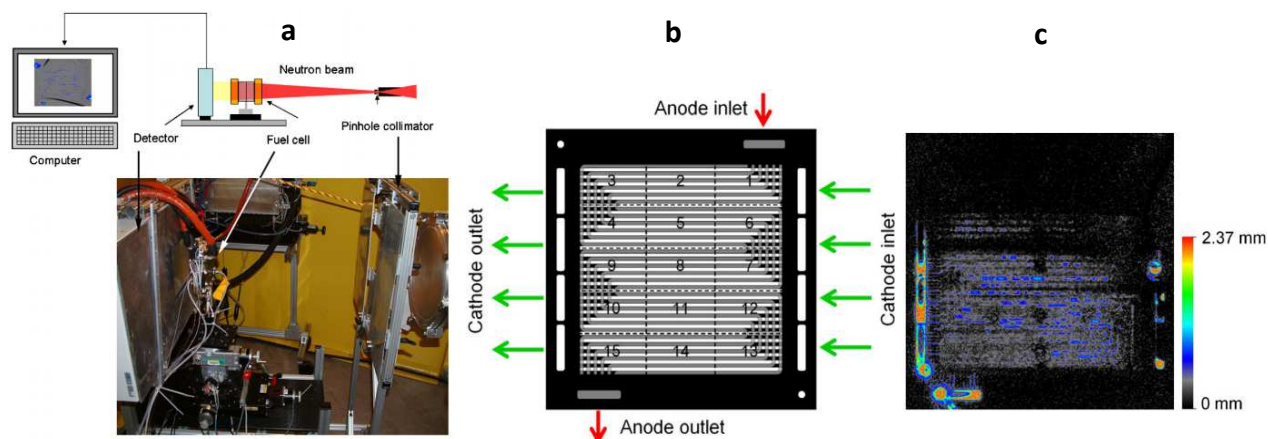 a
Neutron beam
Detector
Fuel cell
Pinhole collimator
Computer
b
Anode inlet
Cathode outlet
Cathode inlet
3 2 1
4 5 6
9 8 7
10 11 12
15 14 13
Anode outlet
c
2.37 mm
0 mm